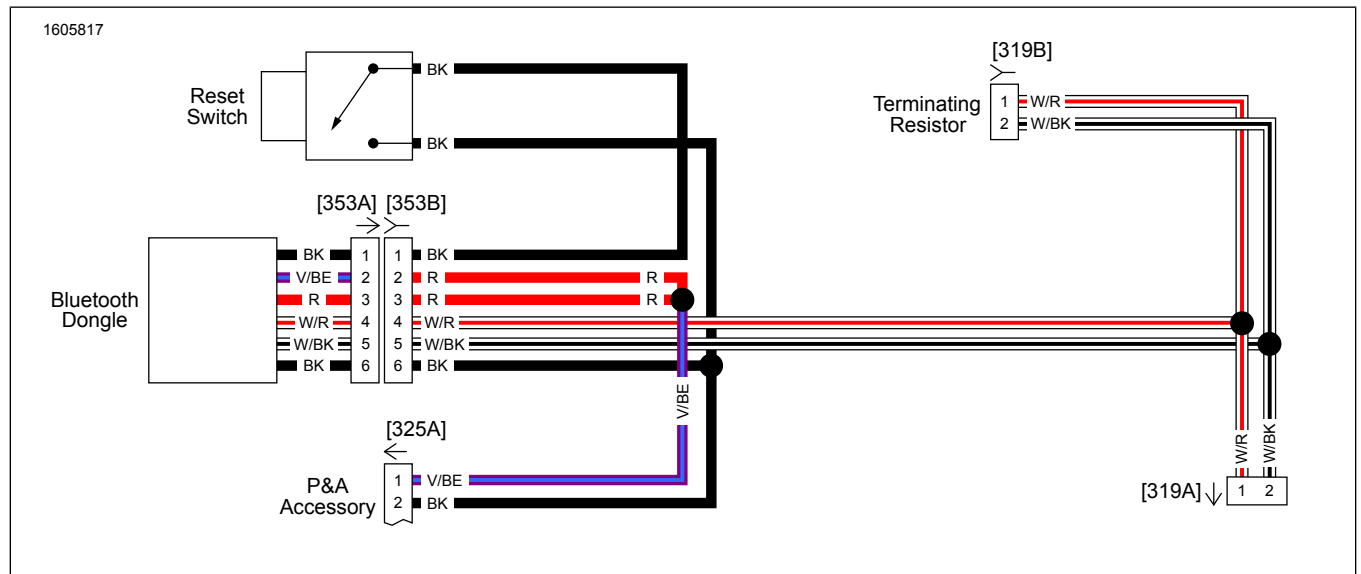 1605817
Reset
Switch
BK
BK
[319B]
Terminating
Resistor
1 W/R
2 W/BK
[353A] [353B]
Bluetooth
Dongle
BK 1 1 BK
V/BE 2 2 R R
R 3 3 R R
W/R 4 4 W/R
W/BK 5 5 W/BK
BK 6 6 BK
V/BE
[325A]
P&A
Accessory
1 V/BE
2 BK
W/R
W/BK
[319A] 1 2